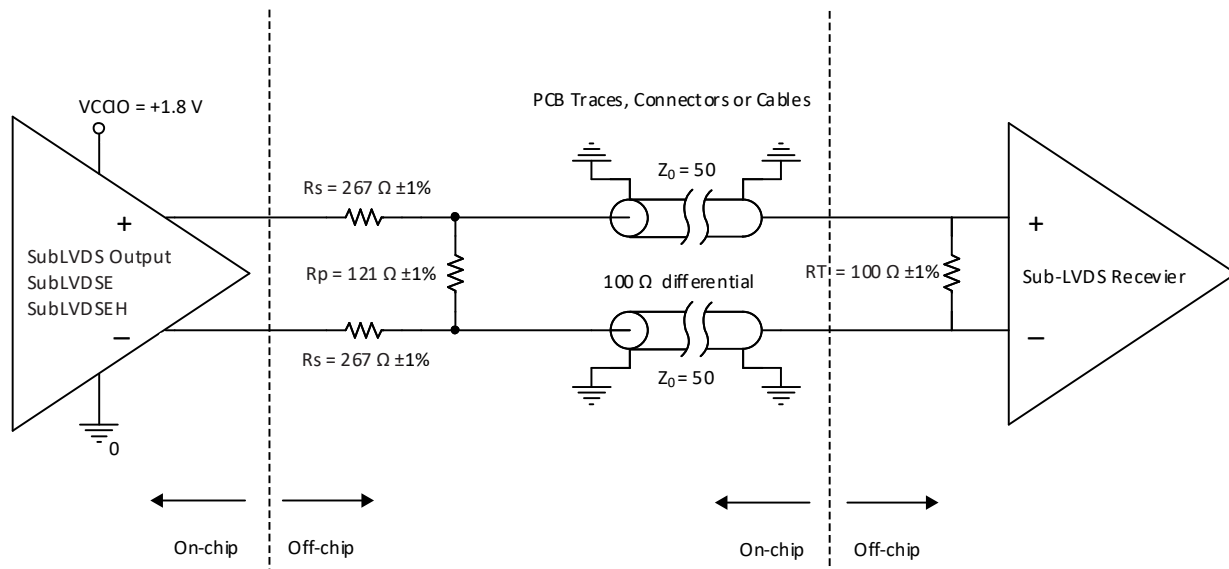 VCCIO = +1.8 V
PCB Traces, Connectors or Cables
Z0 = 50
Rs = 267 Ω ±1%
+
+
SubLVDS Output
SubLVDSE
SubLVDSEH
Rp = 121 Ω ±1%
100 Ω differential
RT = 100 Ω ±1%
Sub-LVDS Recevier
−
−
Rs = 267 Ω ±1%
Z0 = 50
0
On-chip
Off-chip
On-chip
Off-chip